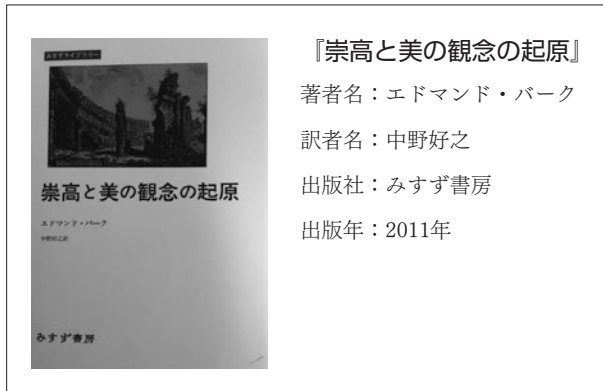 みすずライブラリー
崇高と美の観念の起原
エドマンド・バーク
中野好之訳
みすず書房
『崇高と美の観念の起原』
著者名：エドマンド・バーク
訳者名：中野好之
出版社：みすず書房
出版年：2011年